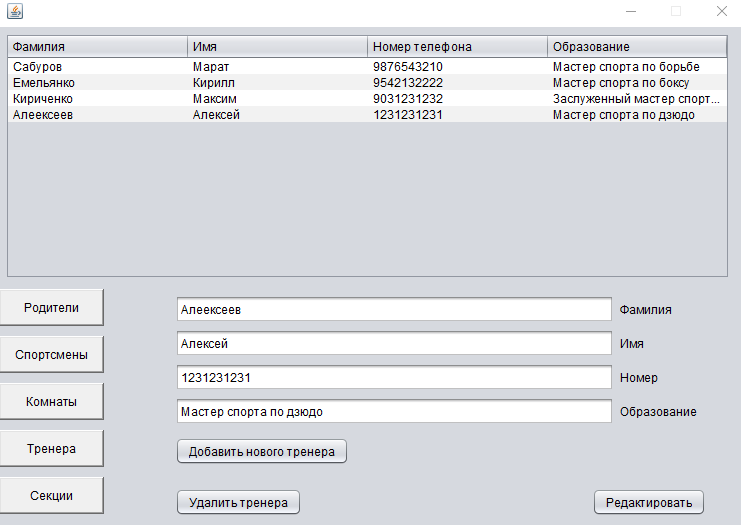 Фамилия Имя Номер телефона Образование
Сабуров Марат 9876543210 Мастер спорта по борьбе
Емельянко Кирилл 9542132222 Мастер спорта по боксу
Кириченко Максим 9031231232 Заслуженный мастер спорт...
Алеексеев Алексей 1231231231 Мастер спорта по дзюдо
Родители
Алеексеев Фамилия
Спортсмены
Алексей Имя
Комнаты
1231231231 Номер
Мастер спорта по дзюдо Образование
Тренера
Добавить нового тренера
Секции
Удалить тренера Редактировать